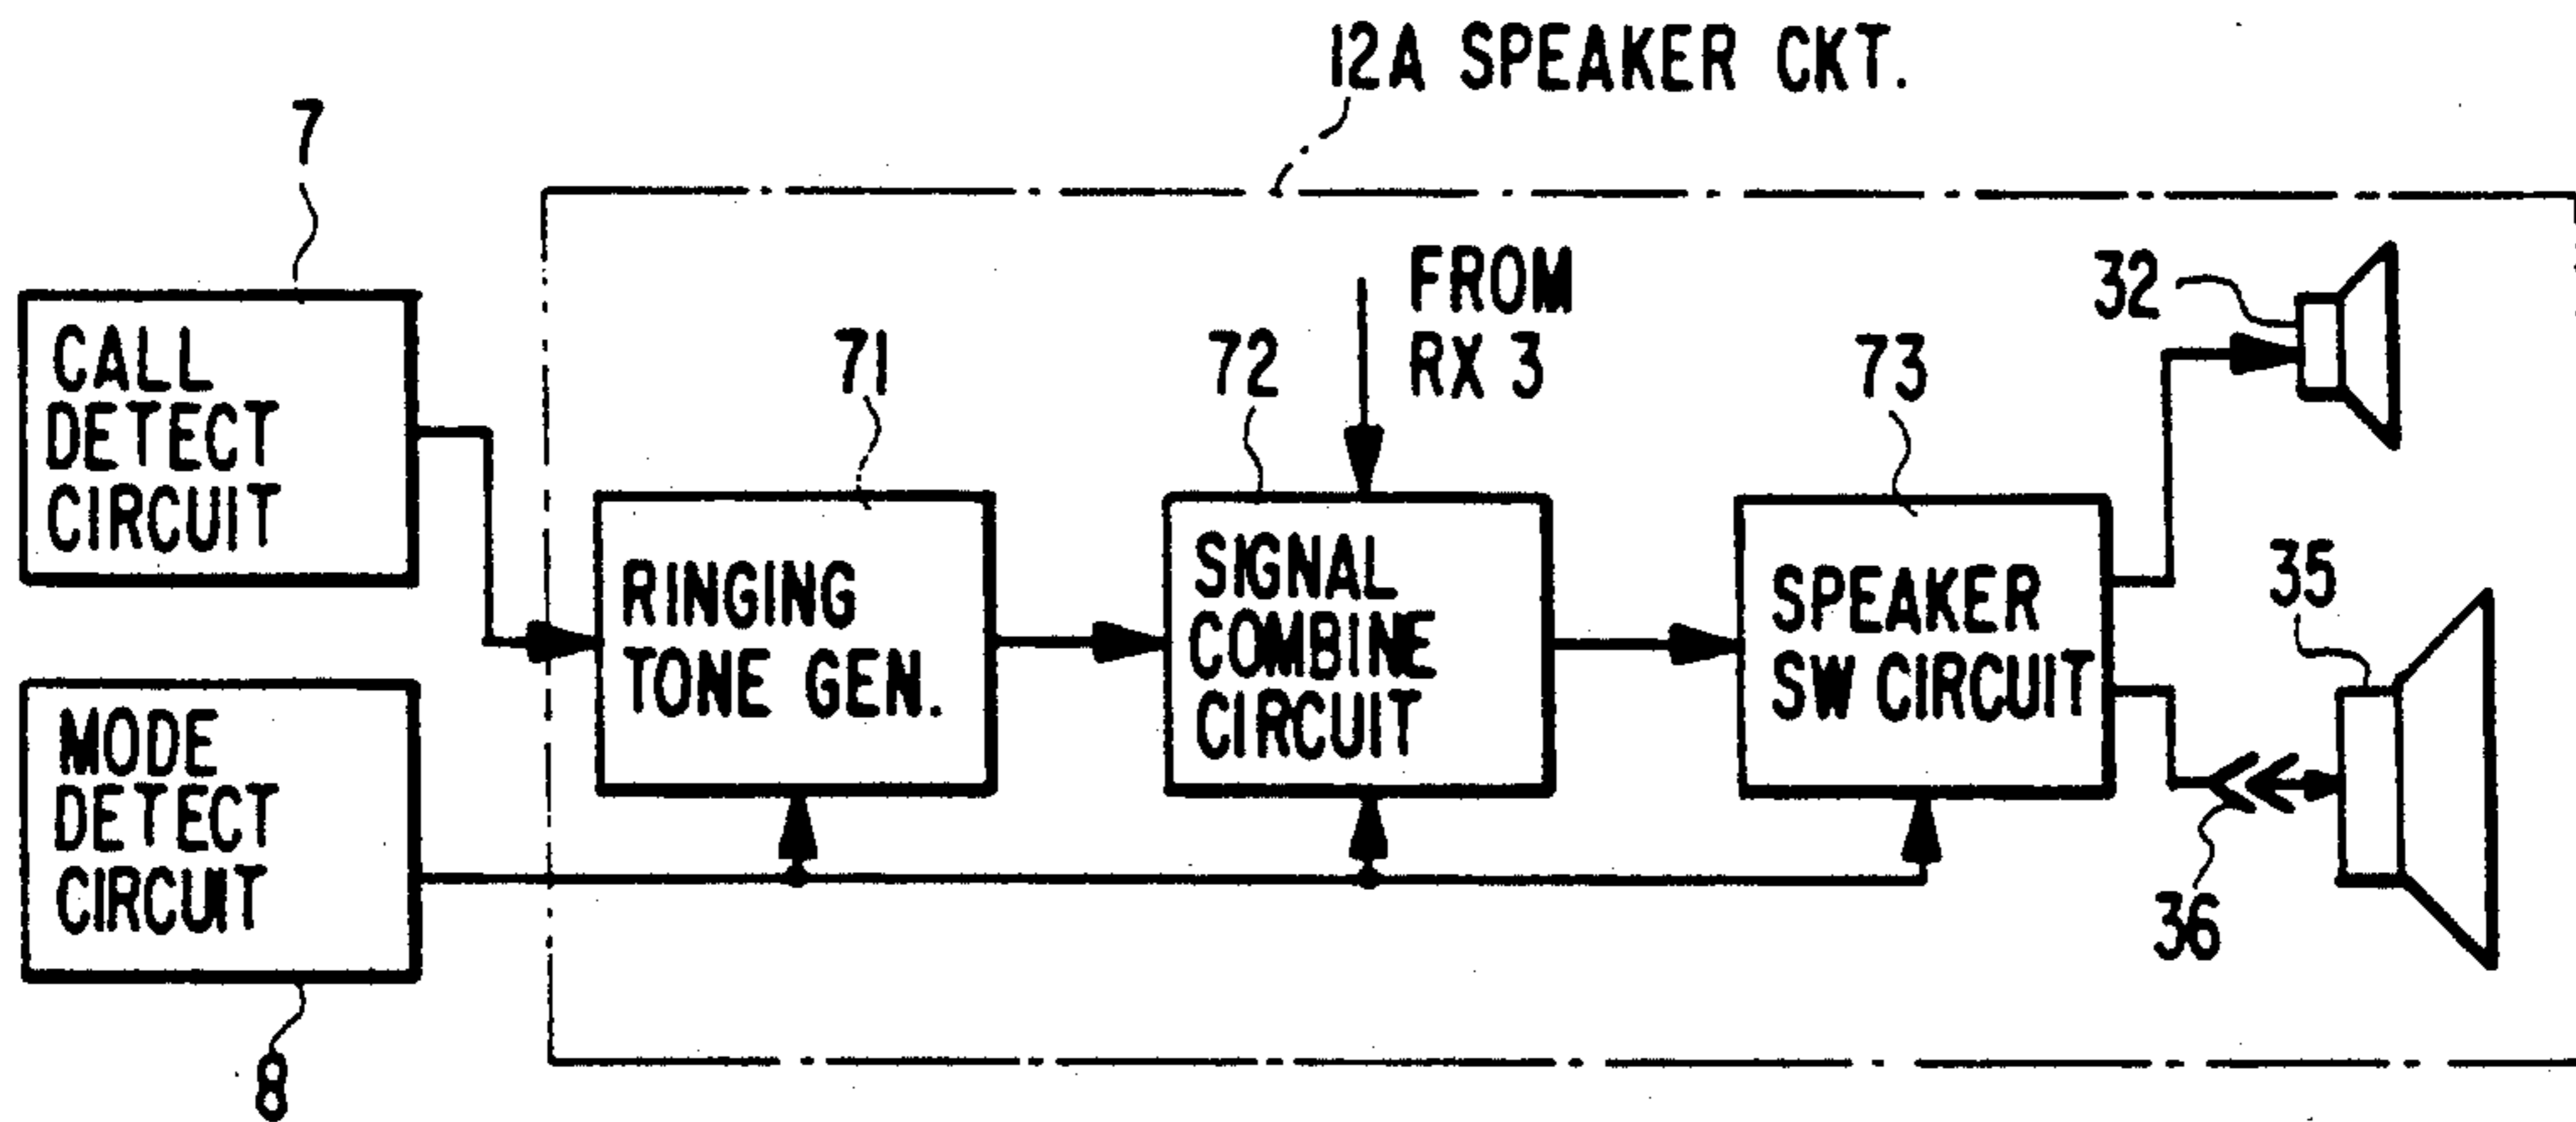 12A SPEAKER CKT.
7
CALL
DETECT
CIRCUIT
FROM
RX 3
71
72
73
32
RINGING
TONE GEN.
SIGNAL
COMBINE
CIRCUIT
SPEAKER
SW CIRCUIT
35
MODE
DETECT
CIRCUIT
36
8